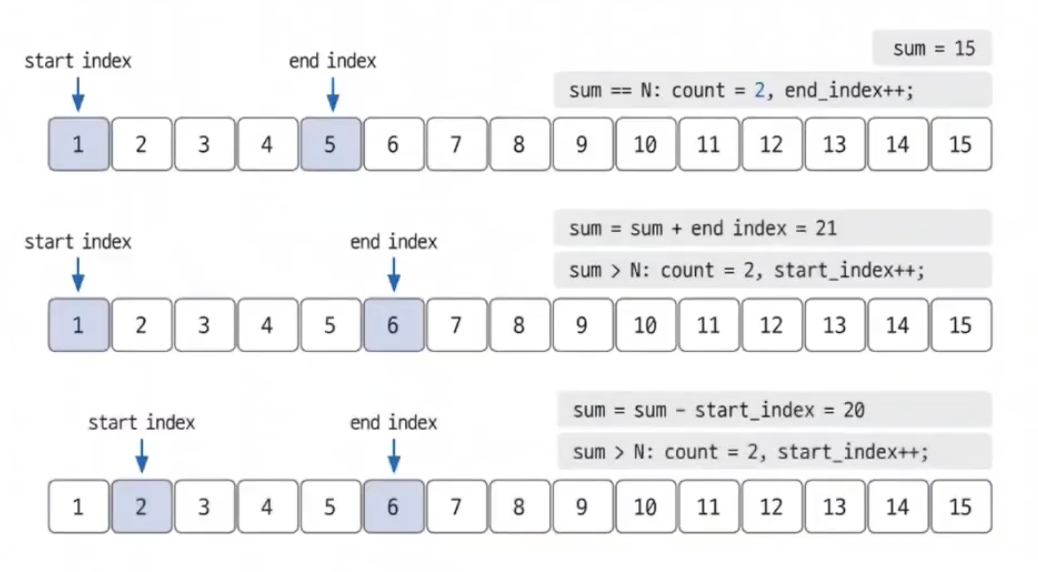 sum = 15
start index end index
sum == N: count = 2, end_index++;
1 2 3 4 5 6 7 8 9 10 11 12 13 14 15
sum = sum + end index = 21
start index end index
sum > N: count = 2, start_index++;
1 2 3 4 5 6 7 8 9 10 11 12 13 14 15
sum = sum - start_index = 20
start index end index
sum > N: count = 2, start_index++;
1 2 3 4 5 6 7 8 9 10 11 12 13 14 15